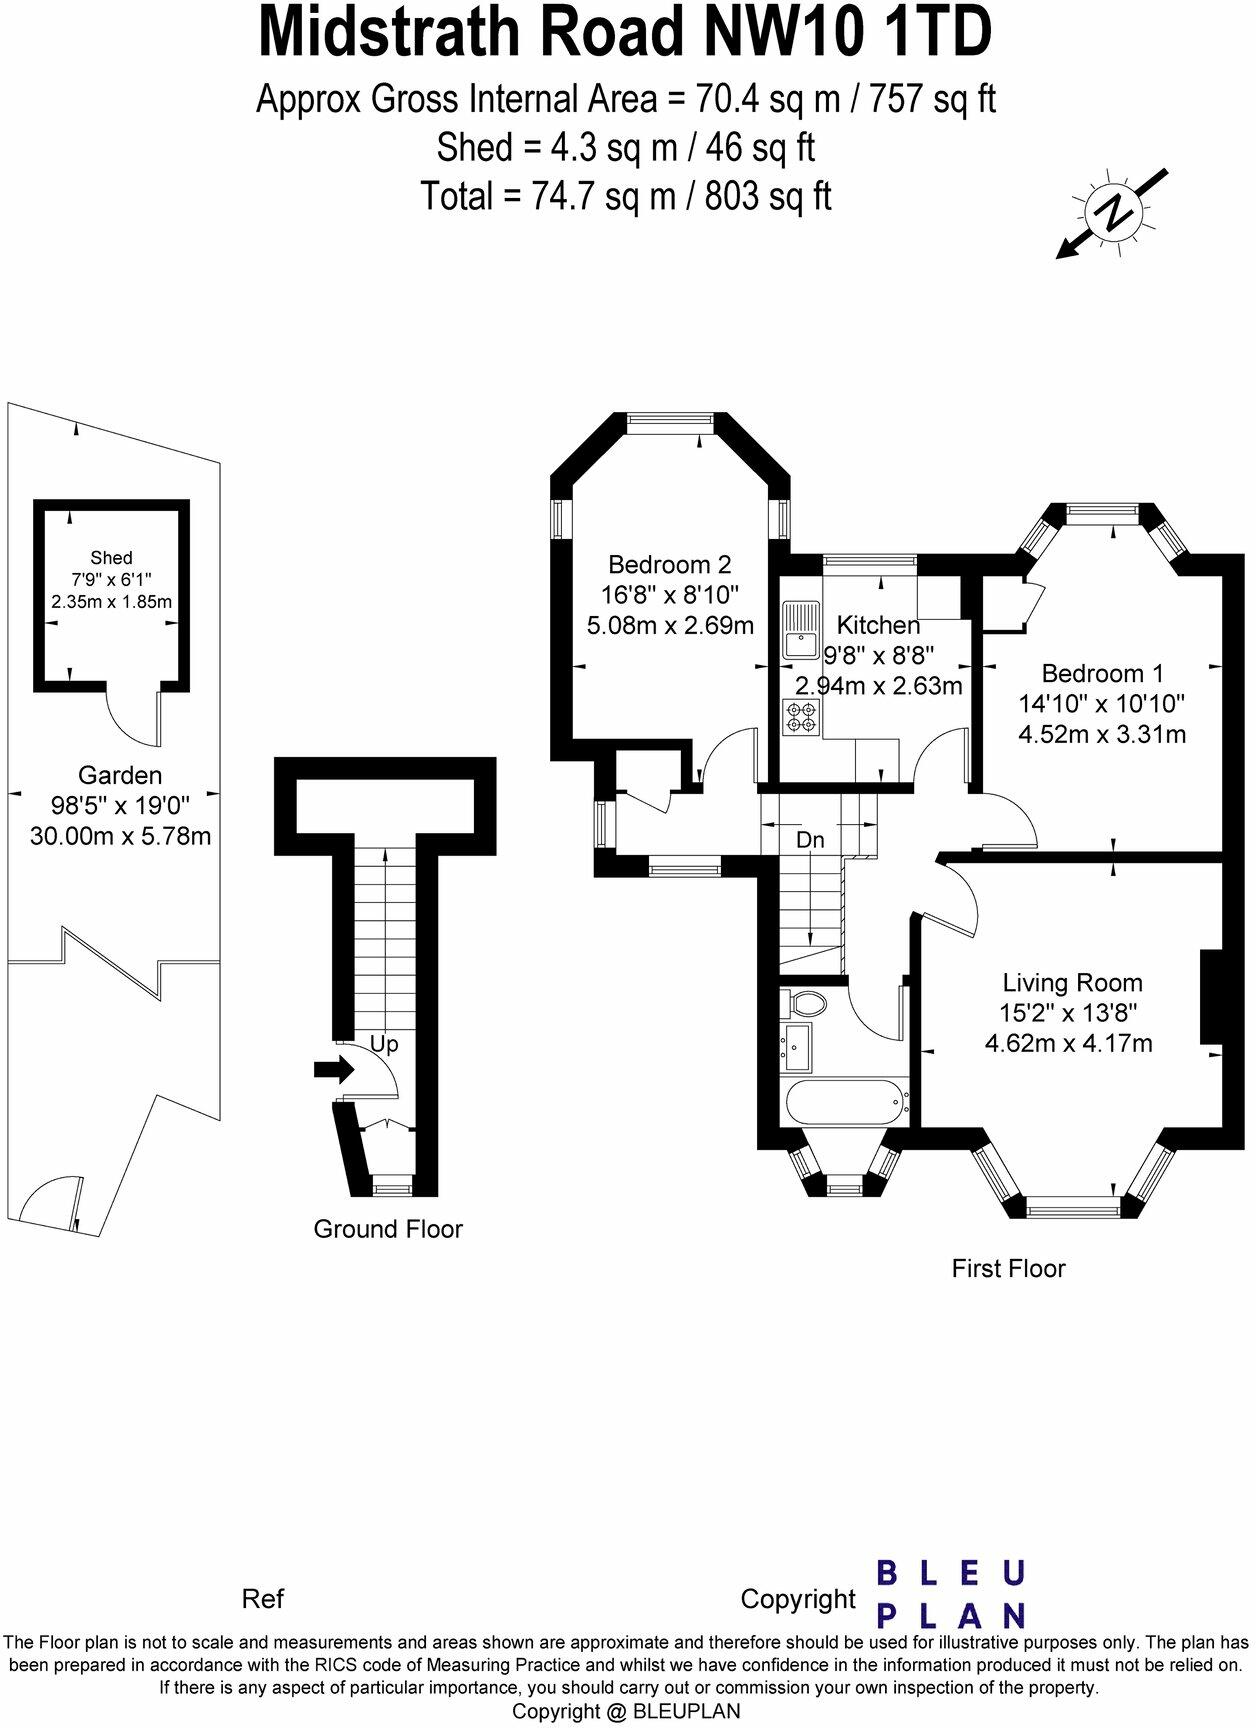 Midstrath Road NW10 1TD
Approx Gross Internal Area = 70.4 sq m / 757 sq ft
Shed = 4.3 sq m / 46 sq ft
Total = 74.7 sq m / 803 sq ft
N
Shed
7'9" x 6'1"
2.35m x 1.85m
Garden
98'5" x 19'0"
30.00m x 5.78m
Up
Ground Floor
Bedroom 2
16'8" x 8'10"
5.08m x 2.69m
Kitchen
9'8" x 8'8"
2.94m x 2.63m
Bedroom 1
14'10" x 10'10"
4.52m x 3.31m
Dn
Living Room
15'2" x 13'8"
4.62m x 4.17m
First Floor
Ref
Copyright
BLEU
PLAN
The Floor plan is not to scale and measurements and areas shown are approximate and therefore should be used for illustrative purposes only. The plan has
been prepared in accordance with the RICS code of Measuring Practice and whilst we have confidence in the information produced it must not be relied on.
If there is any aspect of particular importance, you should carry out or commission your own inspection of the property.
Copyright @ BLEUPLAN